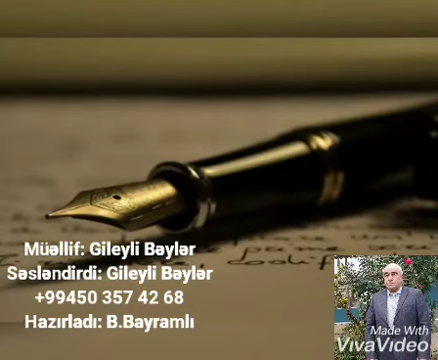 Müəllif: Gileyli Bəylər
Səsləndirdi: Gileyli Bəylər
+99450 357 42 68
Hazırladı: B.Bayramlı
Made With
VivaVideo